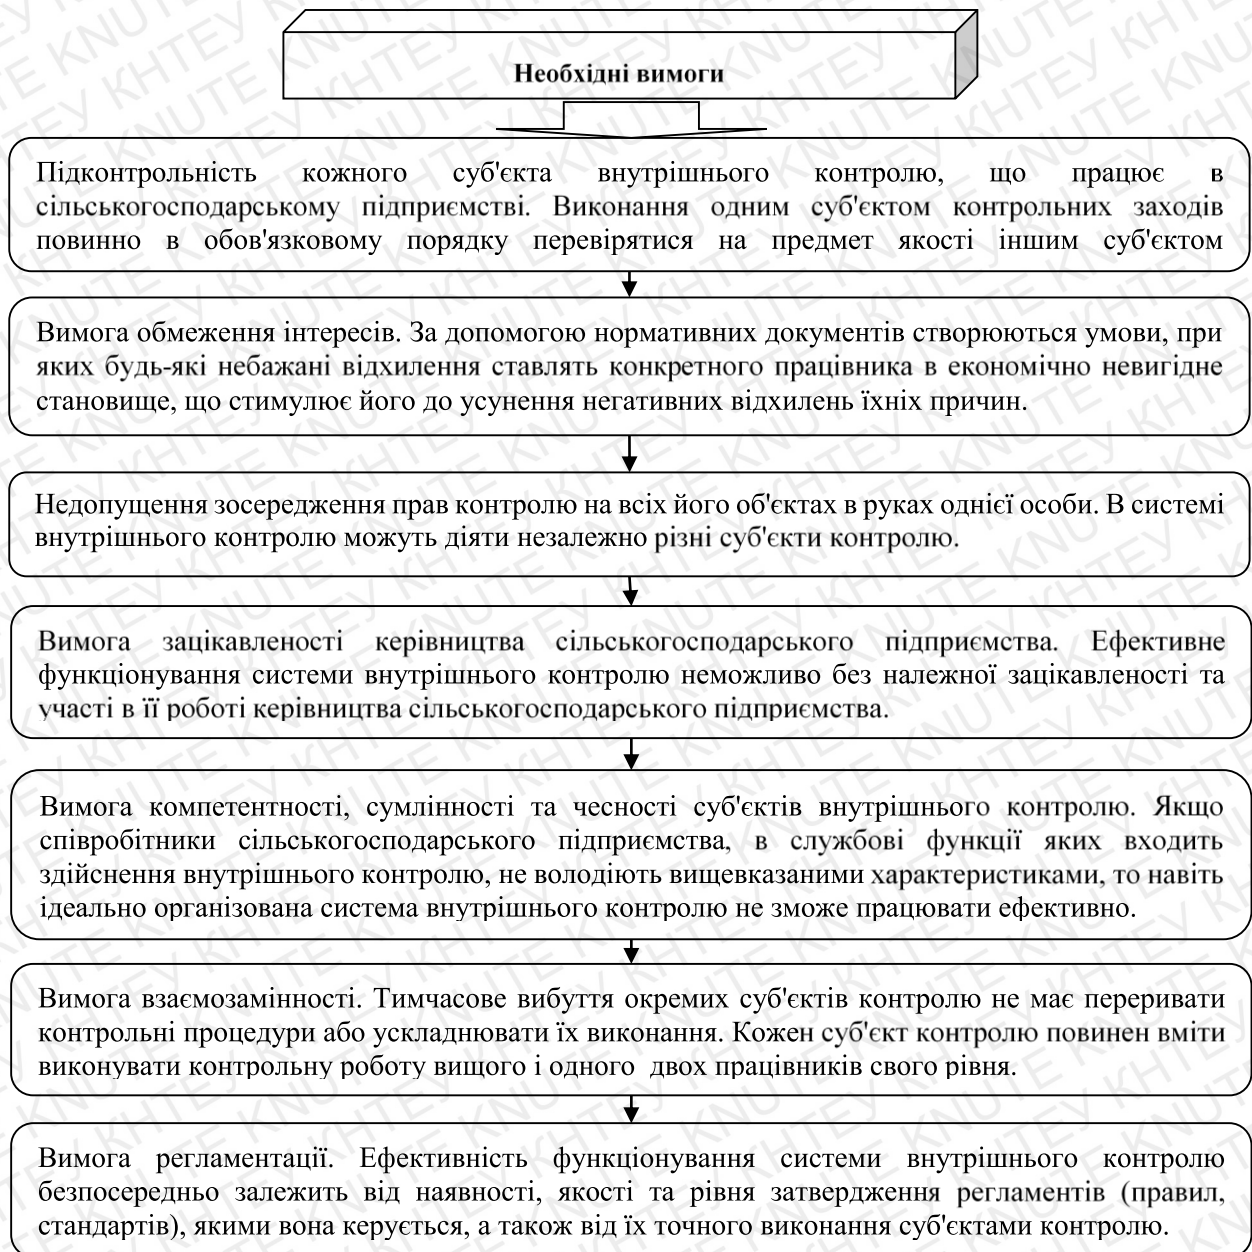 Необхідні вимоги
Підконтрольність кожного суб'єкта внутрішнього контролю, що працює в
сільськогосподарському підприємстві. Виконання одним суб'єктом контрольних заходів
повинно в обов'язковому порядку перевірятися на предмет якості іншим суб'єктом
Вимога обмеження інтересів. За допомогою нормативних документів створюються умови, при
яких будь-які небажані відхилення ставлять конкретного працівника в економічно невигідне
становище, що стимулює його до усунення негативних відхилень їхніх причин.
Недопущення зосередження прав контролю на всіх його об'єктах в руках однієї особи. В системі
внутрішнього контролю можуть діяти незалежно різні суб'єкти контролю.
Вимога зацікавленості керівництва сільськогосподарського підприємства. Ефективне
функціонування системи внутрішнього контролю неможливо без належної зацікавленості та
участі в її роботі керівництва сільськогосподарського підприємства.
Вимога компетентності, сумлінності та чесності суб'єктів внутрішнього контролю. Якщо
співробітники сільськогосподарського підприємства, в службові функції яких входить
здійснення внутрішнього контролю, не володіють вищевказаними характеристиками, то навіть
ідеально організована система внутрішнього контролю не зможе працювати ефективно.
Вимога взаємозамінності. Тимчасове вибуття окремих суб'єктів контролю не має переривати
контрольні процедури або ускладнювати їх виконання. Кожен суб'єкт контролю повинен вміти
виконувати контрольну роботу вищого і одного двох працівників свого рівня.
Вимога регламентації. Ефективність функціонування системи внутрішнього контролю
безпосередньо залежить від наявності, якості та рівня затвердження регламентів (правил,
стандартів), якими вона керується, а також від їх точного виконання суб'єктами контролю.